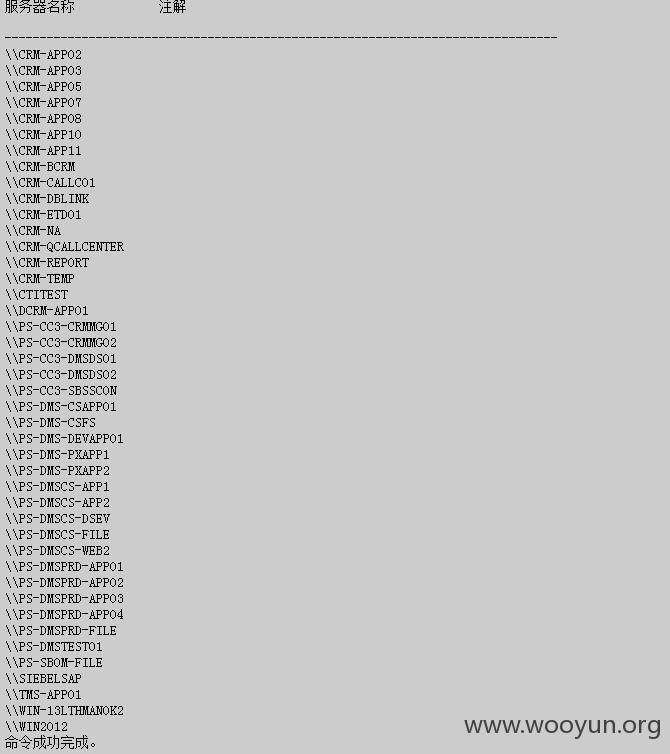 服务器名称            注解
-------------------------------------------------------------------------------
\\CRM-APP02
\\CRM-APP03
\\CRM-APP05
\\CRM-APP07
\\CRM-APP08
\\CRM-APP10
\\CRM-APP11
\\CRM-BCRM
\\CRM-CALLC01
\\CRM-DBLINK
\\CRM-ETD01
\\CRM-NA
\\CRM-QCALLCENTER
\\CRM-REPORT
\\CRM-TEMP
\\CTITEST
\\DCRM-APP01
\\PS-CC3-CRMMG01
\\PS-CC3-CRMMG02
\\PS-CC3-DMSDS01
\\PS-CC3-DMSDS02
\\PS-CC3-SBSSCON
\\PS-DMS-CSAPP01
\\PS-DMS-CSFS
\\PS-DMS-DEVAPP01
\\PS-DMS-PXAPP1
\\PS-DMS-PXAPP2
\\PS-DMSCS-APP1
\\PS-DMSCS-APP2
\\PS-DMSCS-DSEV
\\PS-DMSCS-FILE
\\PS-DMSCS-WEB2
\\PS-DMSPRD-APP01
\\PS-DMSPRD-APP02
\\PS-DMSPRD-APP03
\\PS-DMSPRD-APP04
\\PS-DMSPRD-FILE
\\PS-DMSTEST01
\\PS-SBOM-FILE
\\SIEBELSAP
\\TMS-APP01
\\WIN-13LTHMANOK2
\\WIN2012
命令成功完成。
www.wooyun.org